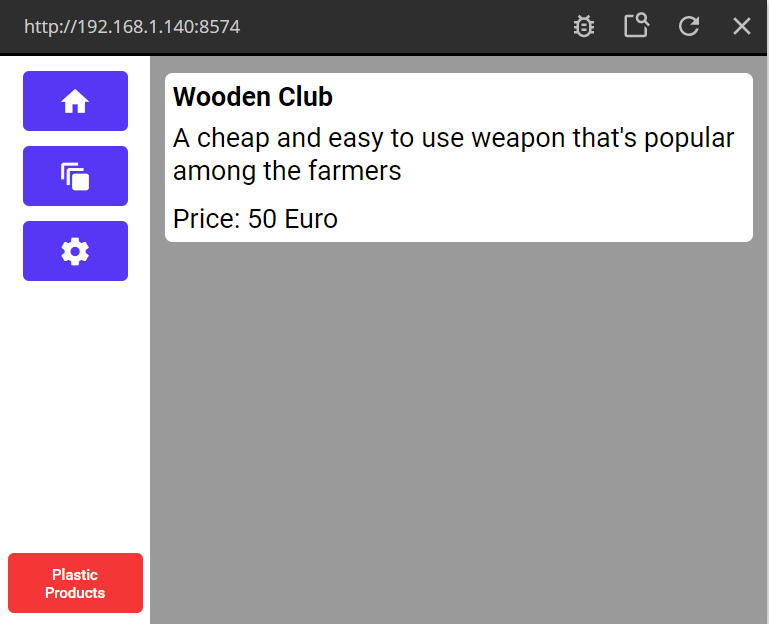 http://192.168.1.140:8574
Wooden Club
A cheap and easy to use weapon that's popular
among the farmers
Price: 50 Euro
Plastic
Products